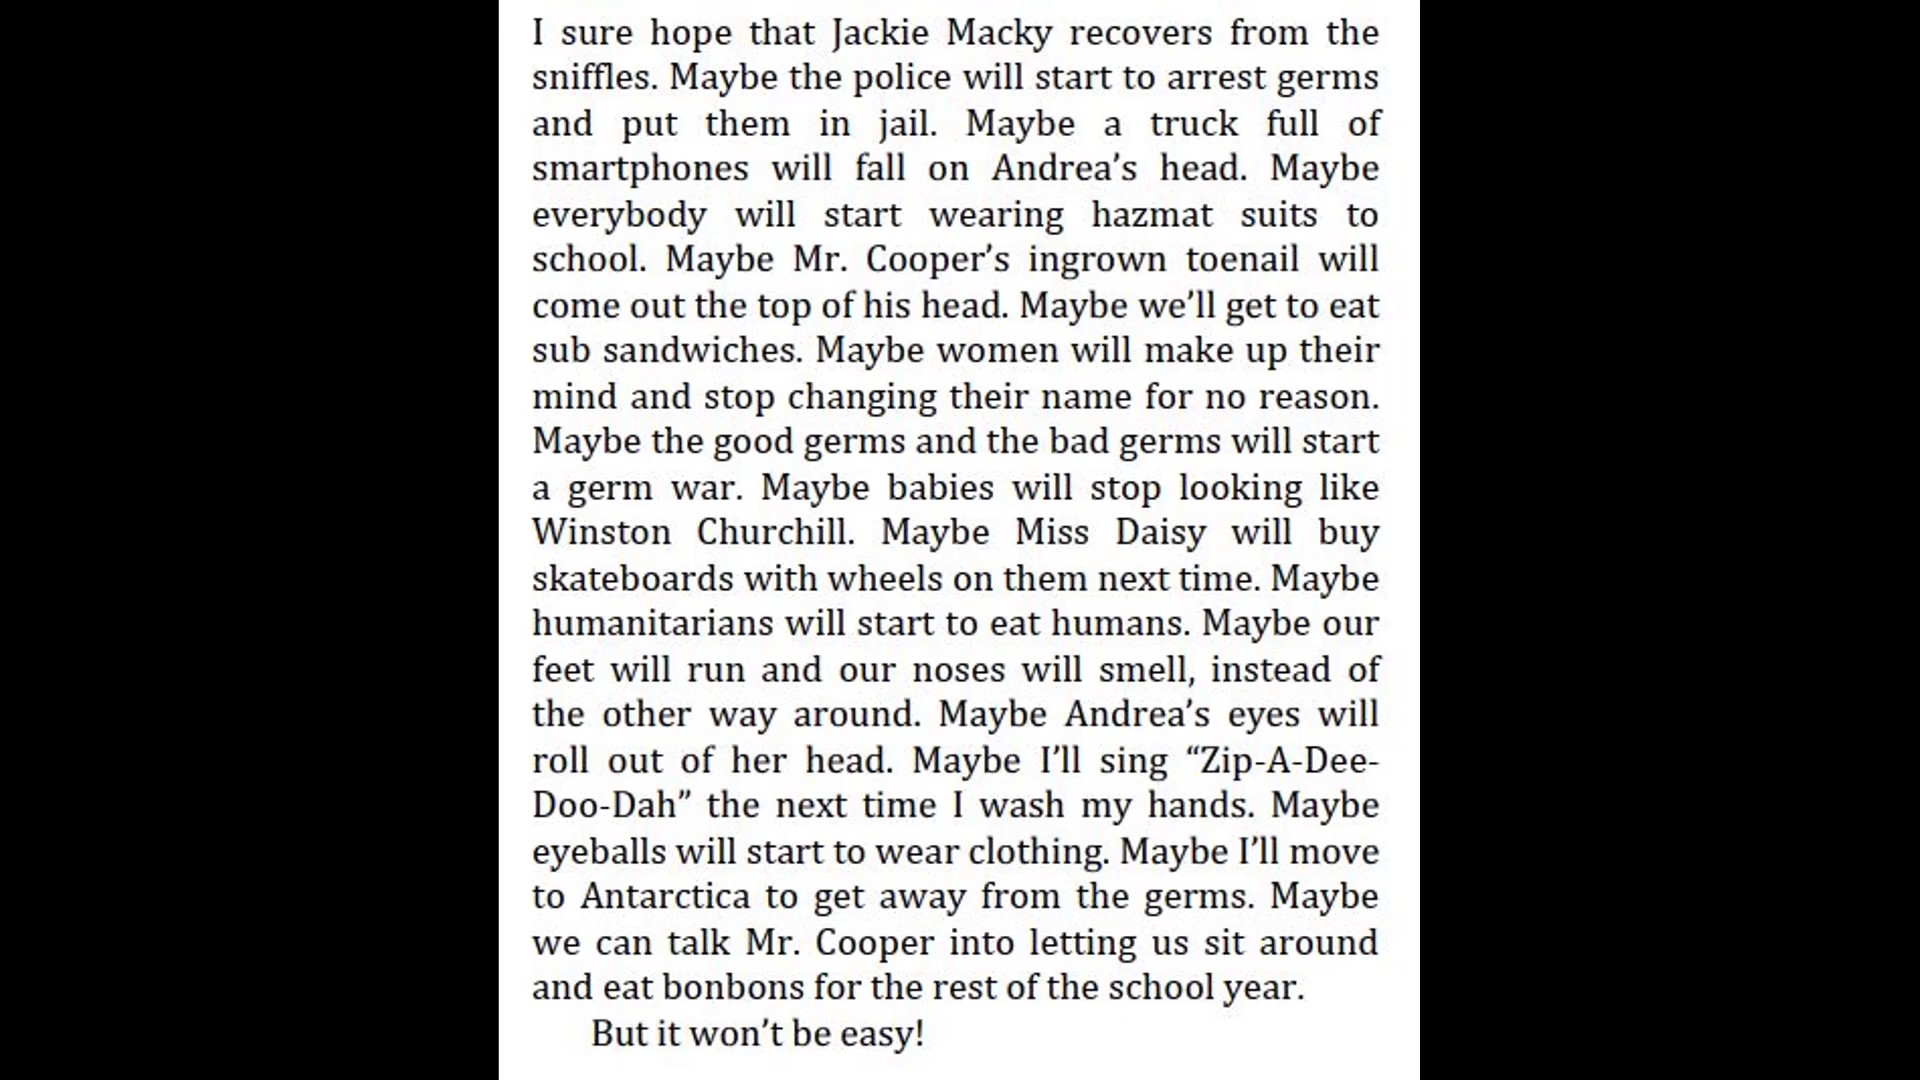 I sure hope that Jackie Macky recovers from the
sniffles. Maybe the police will start to arrest germs
and put them in jail. Maybe a truck full of
smartphones will fall on Andrea’s head. Maybe
everybody will start wearing hazmat suits to
school. Maybe Mr. Cooper’s ingrown toenail will
come out the top of his head. Maybe we’ll get to eat
sub sandwiches. Maybe women will make up their
mind and stop changing their name for no reason.
Maybe the good germs and the bad germs will start
a germ war. Maybe babies will stop looking like
Winston Churchill. Maybe Miss Daisy will buy
skateboards with wheels on them next time. Maybe
humanitarians will start to eat humans. Maybe our
feet will run and our noses will smell, instead of
the other way around. Maybe Andrea’s eyes will
roll out of her head. Maybe I’ll sing “Zip-A-Dee-
Doo-Dah” the next time I wash my hands. Maybe
eyeballs will start to wear clothing. Maybe I’ll move
to Antarctica to get away from the germs. Maybe
we can talk Mr. Cooper into letting us sit around
and eat bonbons for the rest of the school year.
But it won’t be easy!